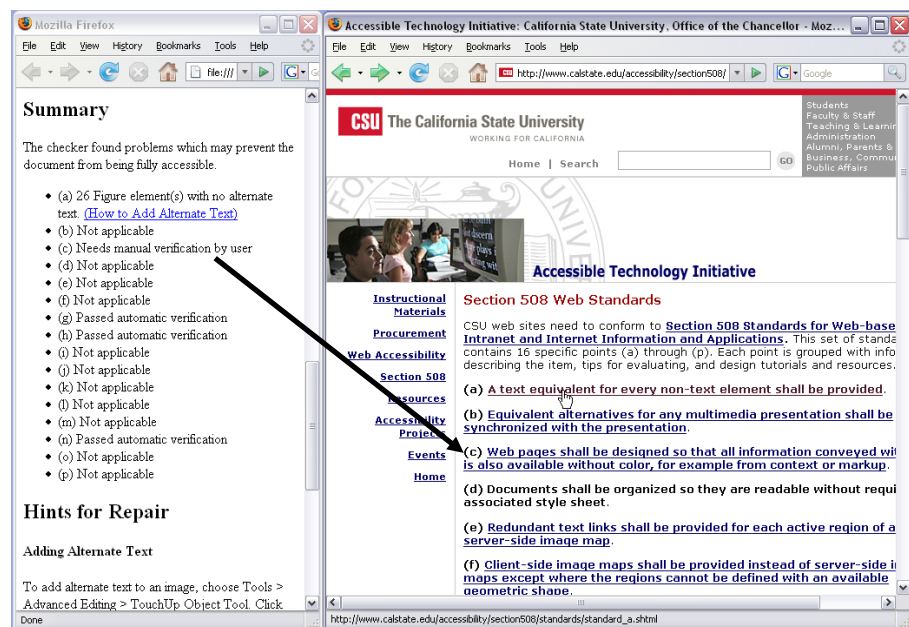 Mozilla Firefox
File Edit View History Bookmarks Tools Help
file:/// G
Summary
The checker found problems which may prevent the
document from being fully accessible.
(a) 26 Figure element(s) with no alternate
text. (How to Add Alternate Text)
(b) Not applicable
(c) Needs manual verification by user
(d) Not applicable
(e) Not applicable
(f) Not applicable
(g) Passed automatic verification
(h) Passed automatic verification
(i) Not applicable
(j) Not applicable
(k) Not applicable
(l) Not applicable
(m) Not applicable
(n) Passed automatic verification
(o) Not applicable
(p) Not applicable
Hints for Repair
Adding Alternate Text
To add alternate text to an image, choose Tools >
Advanced Editing > TouchUp Object Tool. Click
Done
Accessible Technology Initiative: California State University, Office of the Chancellor - Moz...
File Edit View History Bookmarks Tools Help
http://www.calstate.edu/accessibility/section508/ G Google
CSU The California State University
WORKING FOR CALIFORNIA
Home | Search GO
Students
Faculty & Staff
Teaching & Learnin
Administration
Alumni, Parents &
Business, Commu
Public Affairs
Accessible Technology Initiative
Instructional
Materials
Procurement
Web Accessibility
Section 508
Resources
Accessibility
Projects
Events
Home
Section 508 Web Standards
CSU web sites need to conform to Section 508 Standards for Web-base
Intranet and Internet Information and Applications. This set of standa
contains 16 specific points (a) through (p). Each point is grouped with info
describing the item, tips for evaluating, and design tutorials and resources.
(a) A text equivalent for every non-text element shall be provided.
(b) Equivalent alternatives for any multimedia presentation shall be
synchronized with the presentation.
(c) Web pages shall be designed so that all information conveyed wit
is also available without color, for example from context or markup.
(d) Documents shall be organized so they are readable without requi
associated style sheet.
(e) Redundant text links shall be provided for each active region of a
server-side image map.
(f) Client-side image maps shall be provided instead of server-side i
maps except where the regions cannot be defined with an available
geometric shape.
http://www.calstate.edu/accessibility/section508/standards/standard_a.shtml